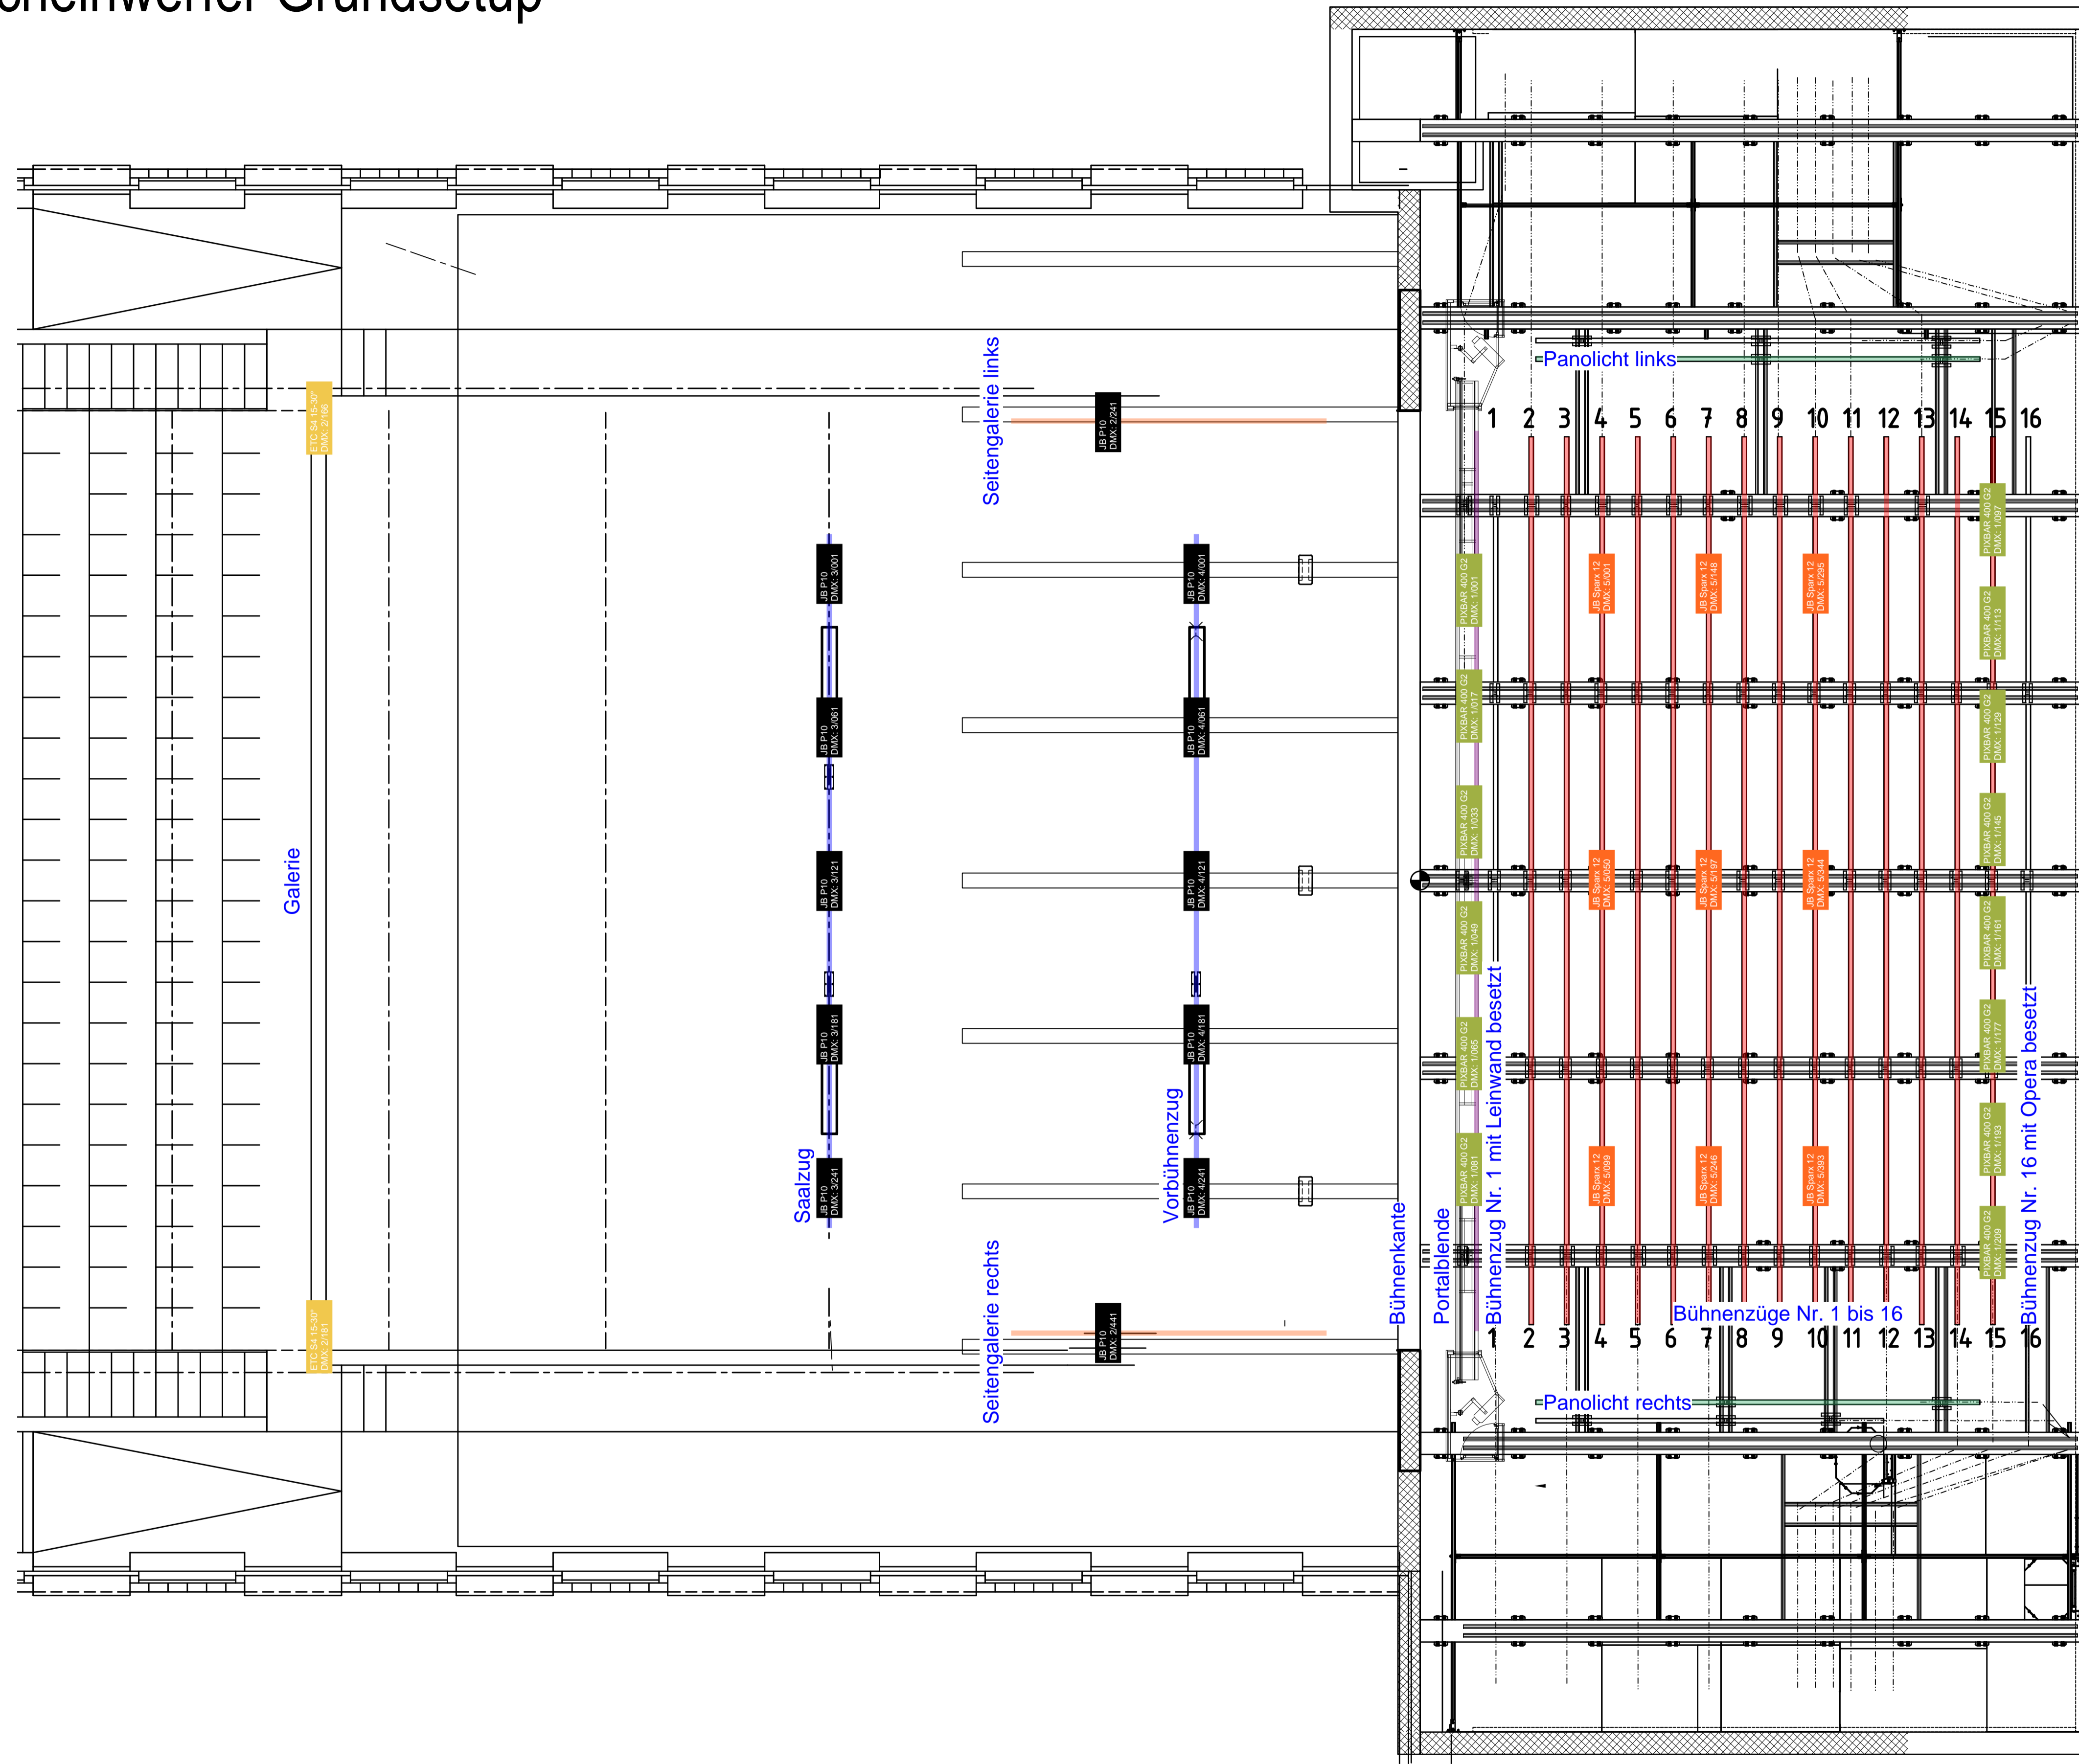 Grundsetup
Galerie
ETC S4 15-30°
DMX: 2/166
ETC S4 15-30°
DMX: 2/181
Saalzug
JB P10
DMX: 3/001
JB P10
DMX: 3/061
JB P10
DMX: 3/121
JB P10
DMX: 3/181
JB P10
DMX: 3/241
Seitengalerie links
JB P10
DMX: 2/241
Seitengalerie rechts
JB P10
DMX: 2/441
Vorbühnenzug
JB P10
DMX: 4/001
JB P10
DMX: 4/061
JB P10
DMX: 4/121
JB P10
DMX: 4/181
JB P10
DMX: 4/241
Bühnenkante
Portalblende
PIXBAR 400 G2
DMX: 1/001
PIXBAR 400 G2
DMX: 1/017
PIXBAR 400 G2
DMX: 1/033
PIXBAR 400 G2
DMX: 1/049
PIXBAR 400 G2
DMX: 1/065
PIXBAR 400 G2
DMX: 1/081
Bühnenzug Nr. 1 mit Leinwand besetzt
Panolicht links
1 2 3 4 5 6 7 8 9 10 11 12 13 14 15 16
JB Sparx 12
DMX: 5/001
JB Sparx 12
DMX: 5/050
JB Sparx 12
DMX: 5/099
JB Sparx 12
DMX: 5/148
JB Sparx 12
DMX: 5/197
JB Sparx 12
DMX: 5/246
JB Sparx 12
DMX: 5/295
JB Sparx 12
DMX: 5/344
JB Sparx 12
DMX: 5/393
PIXBAR 400 G2
DMX: 1/097
PIXBAR 400 G2
DMX: 1/113
PIXBAR 400 G2
DMX: 1/129
PIXBAR 400 G2
DMX: 1/145
PIXBAR 400 G2
DMX: 1/161
PIXBAR 400 G2
DMX: 1/177
PIXBAR 400 G2
DMX: 1/193
PIXBAR 400 G2
DMX: 1/209
Bühnenzug Nr. 16 mit Opera besetzt
Bühnenzüge Nr. 1 bis 16
1 2 3 4 5 6 7 8 9 10 11 12 13 14 15 16
Panolicht rechts